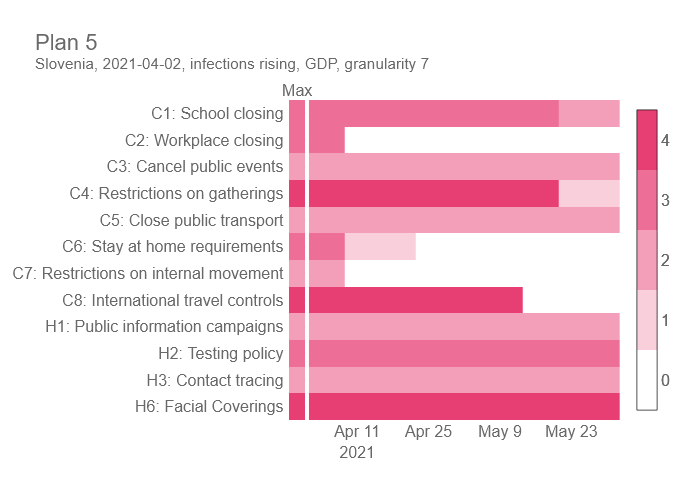 Plan 5
Slovenia, 2021-04-02, infections rising, GDP, granularity 7
Max
C1: School closing
C2: Workplace closing
C3: Cancel public events
C4: Restrictions on gatherings
C5: Close public transport
C6: Stay at home requirements
C7: Restrictions on internal movement
C8: International travel controls
H1: Public information campaigns
H2: Testing policy
H3: Contact tracing
H6: Facial Coverings
Apr 11 Apr 25 May 9 May 23
2021
4
3
2
1
0